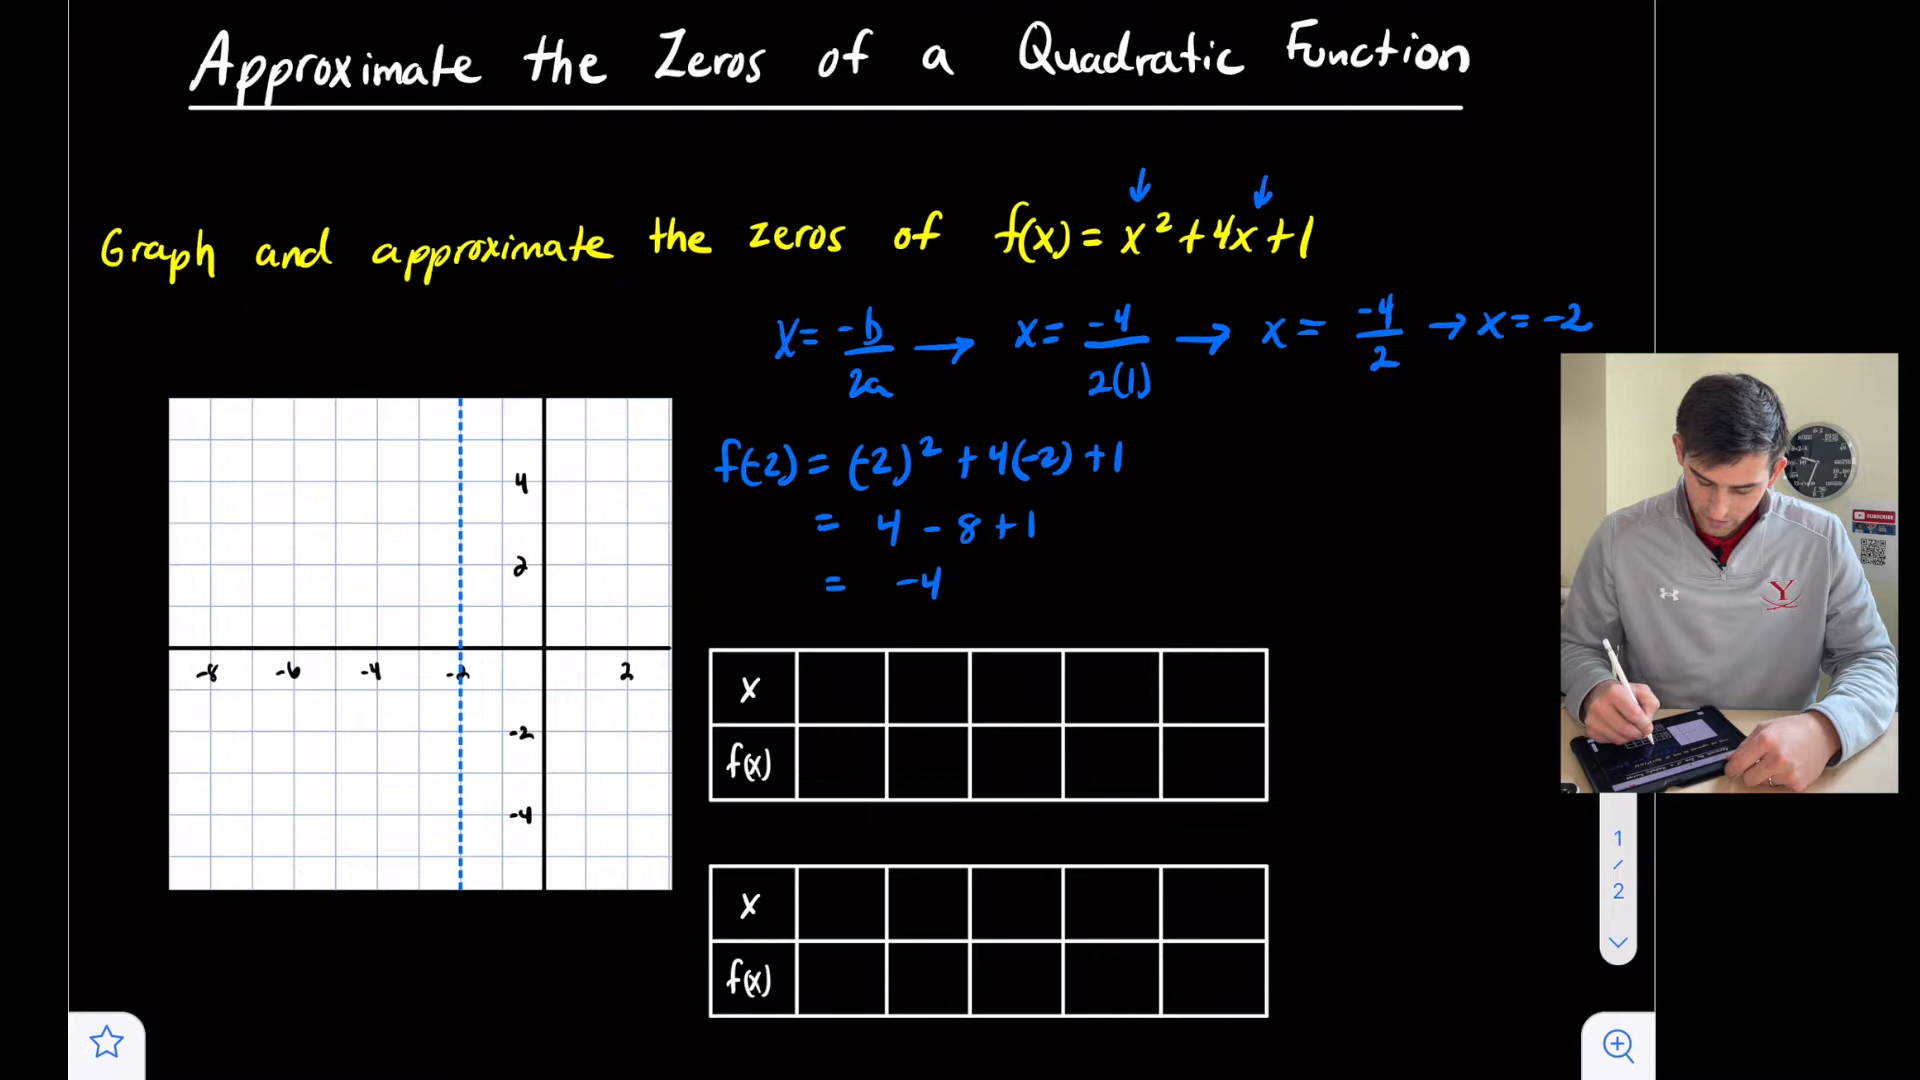 Approximate the Zeros of a Quadratic Function
Graph and approximate the zeros of f(x) = x² + 4x + 1
x = -b/2a → x = -4/2(1) → x = -4/2 → x = -2
f(-2) = (-2)² + 4(-2) + 1
= 4 - 8 + 1
= -4
4
2
-8 -6 -4 -2 2
-2
-4
x
f(x)
x
f(x)
SUBSCRIBE
Y
1
/
2